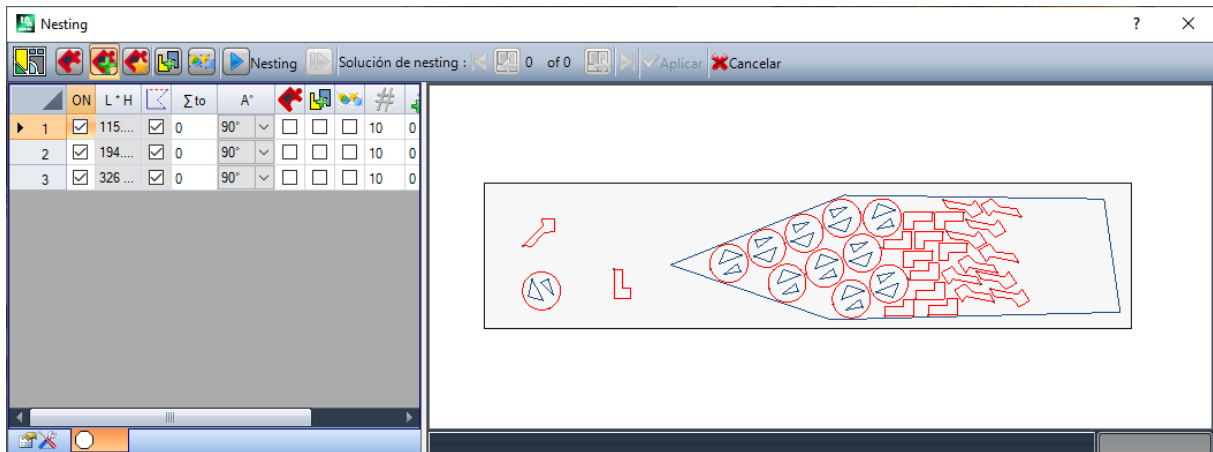 Nesting
?
Nesting Solución de nesting : 0 of 0 Aplicar Cancelar
ON L * H Σ to A° #
1 115.... 0 90° 10 0
2 194.... 0 90° 10 0
3 326 ... 0 90° 10 0